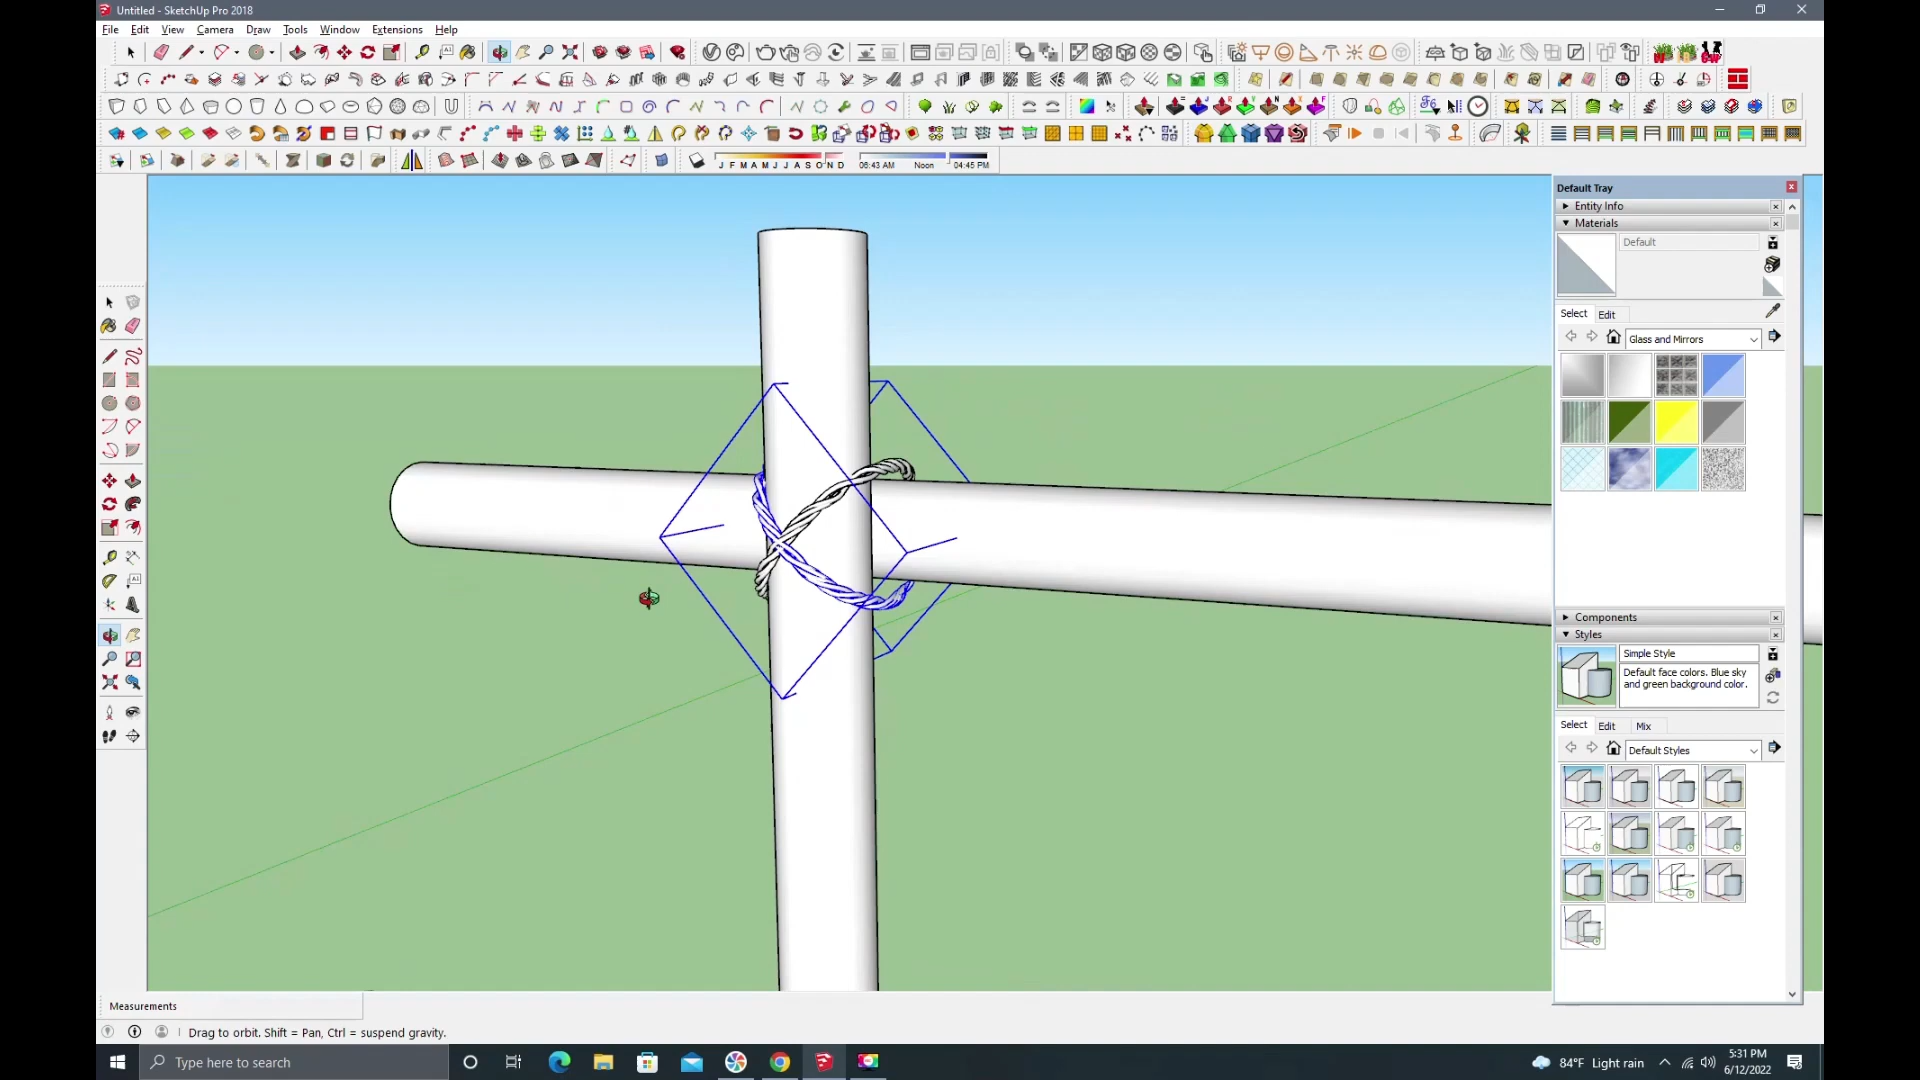 Untitled - SketchUp Pro 2018
File Edit Camera Draw Tools Window Extensions Help
J F M A M J J A S O N D 06:43 AM Noon 04:45 PM
Default Tray
Entity Info
Materials
Default
Select Edit
Glass and Mirrors
Components
Styles
Simple Style
Default face colors. Blue sky
and green background color.
Select Edit Mix
Default Styles
Measurements
Drag to orbit. Shift = Pan, Ctrl = suspend gravity.
Type here to search
84°F Light rain
5:31 PM
6/12/2022